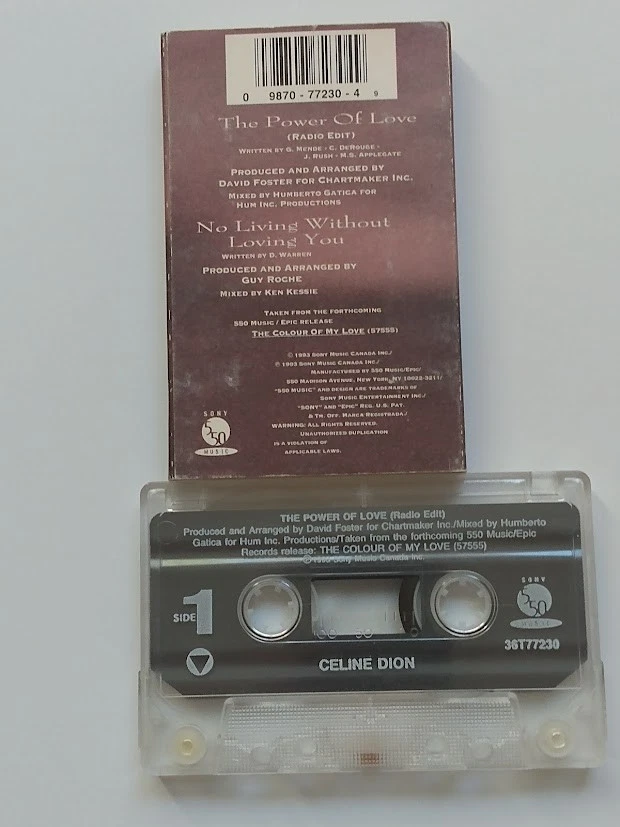 0 9870 - 77230 - 4 9
The Power Of Love
(RADIO EDIT)
WRITTEN BY G. MENDE - C. DEROUGE -
J. RUSH - M.S. APPLEGATE
PRODUCED AND ARRANGED BY
DAVID FOSTER FOR CHARTMAKER INC.
MIXED BY HUMBERTO GATICA FOR
HUM INC. PRODUCTIONS
No Living Without
Loving You
WRITTEN BY D. WARREN
PRODUCED AND ARRANGED BY
GUY ROCHE
MIXED BY KEN KESSIE
TAKEN FROM THE FORTHCOMING
550 MUSIC / EPIC RELEASE
THE COLOUR OF MY LOVE (57555)
© 1993 SONY MUSIC CANADA INC./
℗ 1993 SONY MUSIC CANADA INC./
MANUFACTURED BY 550 MUSIC/EPIC/
550 MADISON AVENUE, NEW YORK, NY 10022-3211/
"550 MUSIC" AND DESIGN ARE TRADEMARKS OF
SONY MUSIC ENTERTAINMENT INC./
"SONY" AND "EPIC" REG. U.S. PAT.
& TM. OFF. MARCA REGISTRADA./
WARNING: ALL RIGHTS RESERVED.
UNAUTHORIZED DUPLICATION
IS A VIOLATION OF
APPLICABLE LAWS.
SONY
550
MUSIC
THE POWER OF LOVE (Radio Edit)
Produced and Arranged by David Foster for Chartmaker Inc./Mixed by Humberto
Gatica for Hum Inc. Productions/Taken from the forthcoming 550 Music/Epic
Records release: THE COLOUR OF MY LOVE (57555)
℗ 1993 Sony Music Canada Inc.
SIDE 1
SONY
550
MUSIC
36T77230
CELINE DION